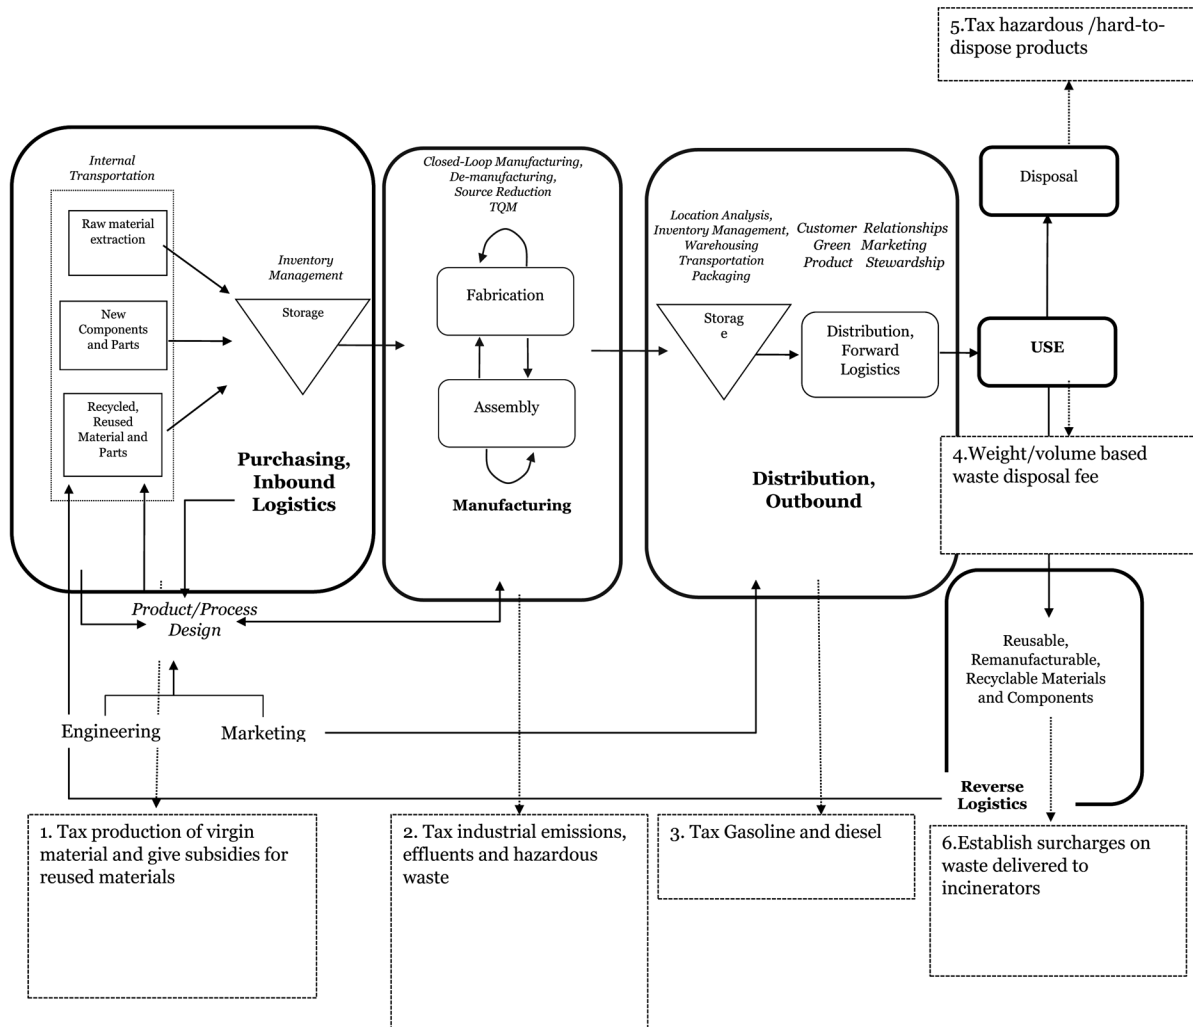 5.Tax hazardous /hard-to-
dispose products
Internal
Transportation
Raw material
extraction
New
Components
and Parts
Recycled,
Reused
Material and
Parts
Inventory
Management
Storage
Purchasing,
Inbound
Logistics
Closed-Loop Manufacturing,
De-manufacturing,
Source Reduction
TQM
Fabrication
Assembly
Manufacturing
Location Analysis,
Inventory Management,
Warehousing
Transportation
Packaging
Customer Relationships
Green Marketing
Product Stewardship
Storag
e
Distribution,
Forward
Logistics
Distribution,
Outbound
Disposal
USE
4.Weight/volume based
waste disposal fee
Product/Process
Design
Engineering
Marketing
Reusable,
Remanufacturable,
Recyclable Materials
and Components
Reverse
Logistics
1. Tax production of virgin
material and give subsidies for
reused materials
2. Tax industrial emissions,
effluents and hazardous
waste
3. Tax Gasoline and diesel
6.Establish surcharges on
waste delivered to
incinerators